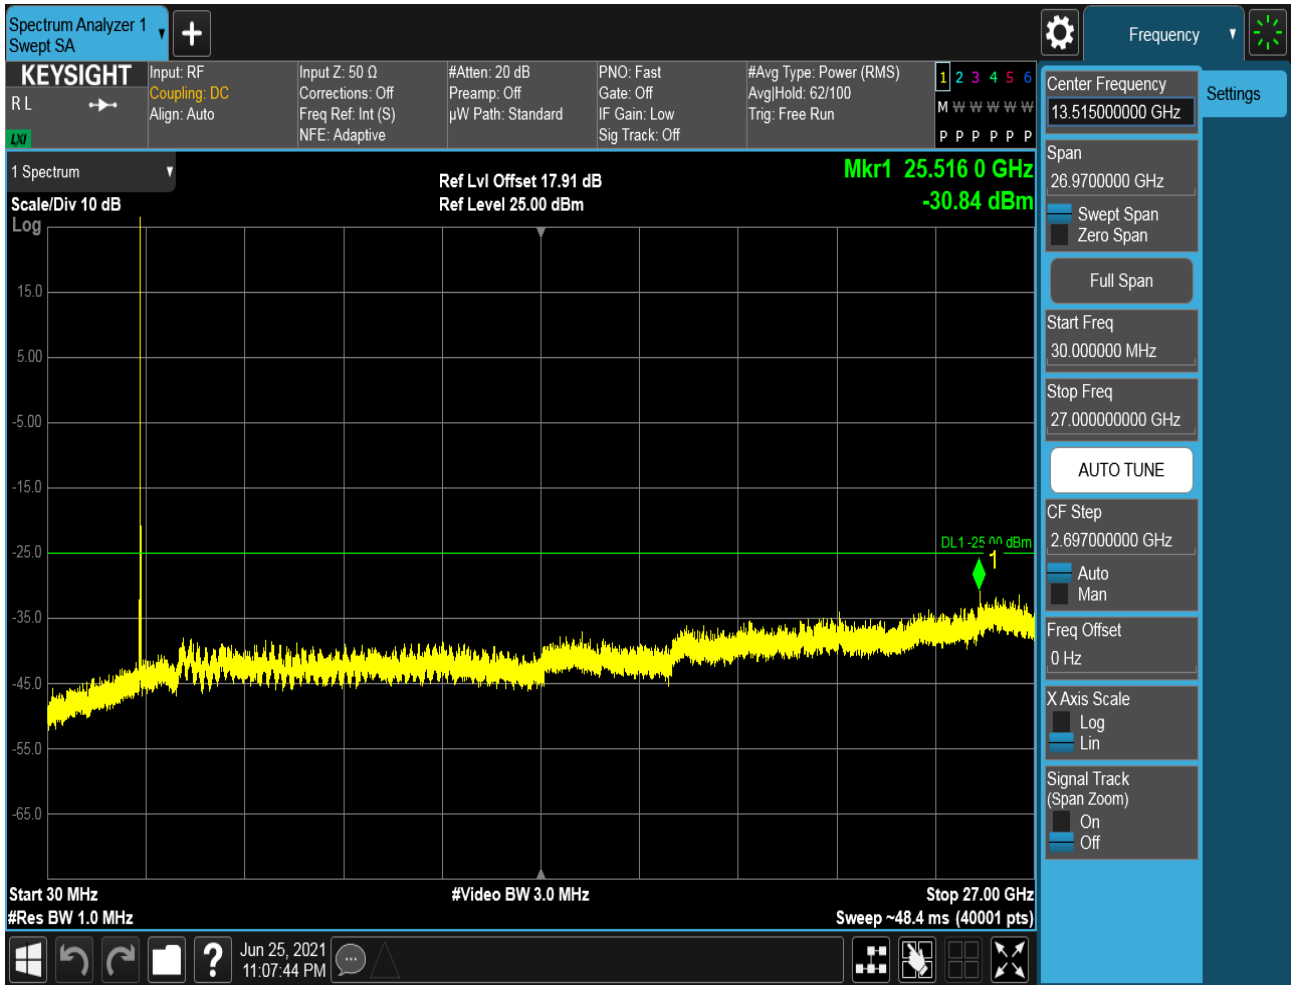 Spectrum Analyzer 1
Swept SA
+
Frequency
KEYSIGHT
R L
LXI
Input: RF
Coupling: DC
Align: Auto
Input Z: 50 Ω
Corrections: Off
Freq Ref: Int (S)
NFE: Adaptive
#Atten: 20 dB
Preamp: Off
µW Path: Standard
PNO: Fast
Gate: Off
IF Gain: Low
Sig Track: Off
#Avg Type: Power (RMS)
Avg|Hold: 62/100
Trig: Free Run
1 2 3 4 5 6
M W W W W W
P P P P P P
1 Spectrum
Scale/Div 10 dB
Log
Ref Lvl Offset 17.91 dB
Ref Level 25.00 dBm
Mkr1 25.516 0 GHz
-30.84 dBm
15.0
5.00
-5.00
-15.0
-25.0
-35.0
-45.0
-55.0
-65.0
DL1 -25.00 dBm
1
Start 30 MHz
#Res BW 1.0 MHz
#Video BW 3.0 MHz
Stop 27.00 GHz
Sweep ~48.4 ms (40001 pts)
Center Frequency
13.515000000 GHz
Settings
Span
26.9700000 GHz
Swept Span
Zero Span
Full Span
Start Freq
30.000000 MHz
Stop Freq
27.000000000 GHz
AUTO TUNE
CF Step
2.697000000 GHz
Auto
Man
Freq Offset
0 Hz
X Axis Scale
Log
Lin
Signal Track
(Span Zoom)
On
Off
?
Jun 25, 2021
11:07:44 PM